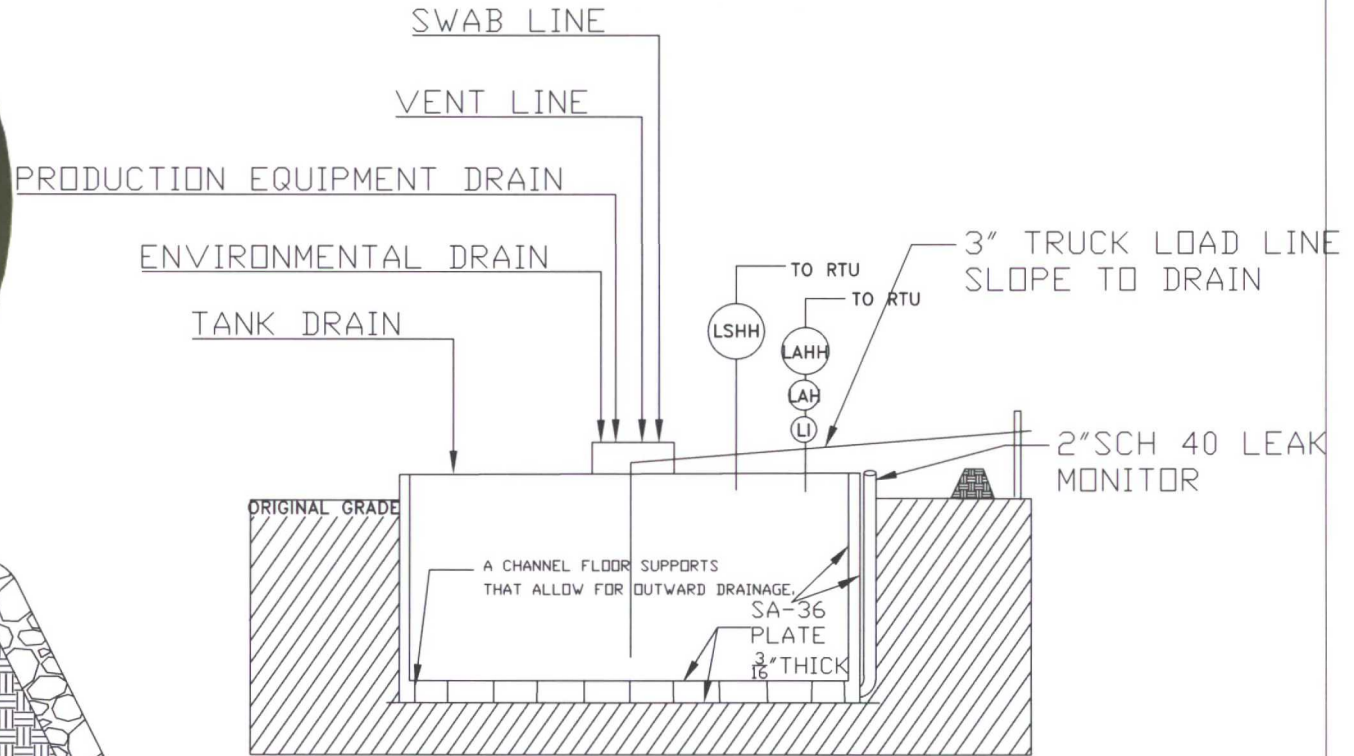 SWAB LINE
VENT LINE
PRODUCTION EQUIPMENT DRAIN
ENVIRONMENTAL DRAIN
TANK DRAIN
TO RTU
TO RTU
3" TRUCK LOAD LINE
SLOPE TO DRAIN
LSHH
LAHH
LAH
LI
2"SCH 40 LEAK
MONITOR
ORIGINAL GRADE
A CHANNEL FLOOR SUPPORTS
THAT ALLOW FOR OUTWARD DRAINAGE.
SA-36
PLATE
3/16"THICK